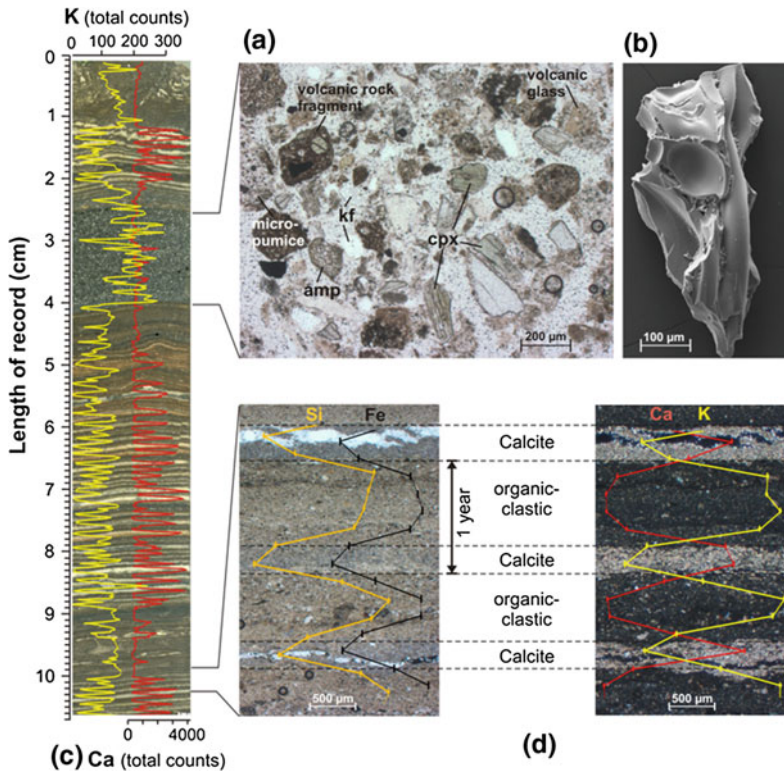 K (total counts)
0 100 200 300
0
1
2
3
4
5
6
7
8
9
10
Length of record (cm)
0 2000 4000
(c) Ca (total counts)
(a)
volcanic rock
fragment
volcanic
glass
micro-
pumice
kf
cpx
amp
200 µm
(b)
100 µm
Si Fe
Calcite
organic-
clastic
1 year
Calcite
organic-
clastic
Calcite
500 µm
Ca K
500 µm
(d)